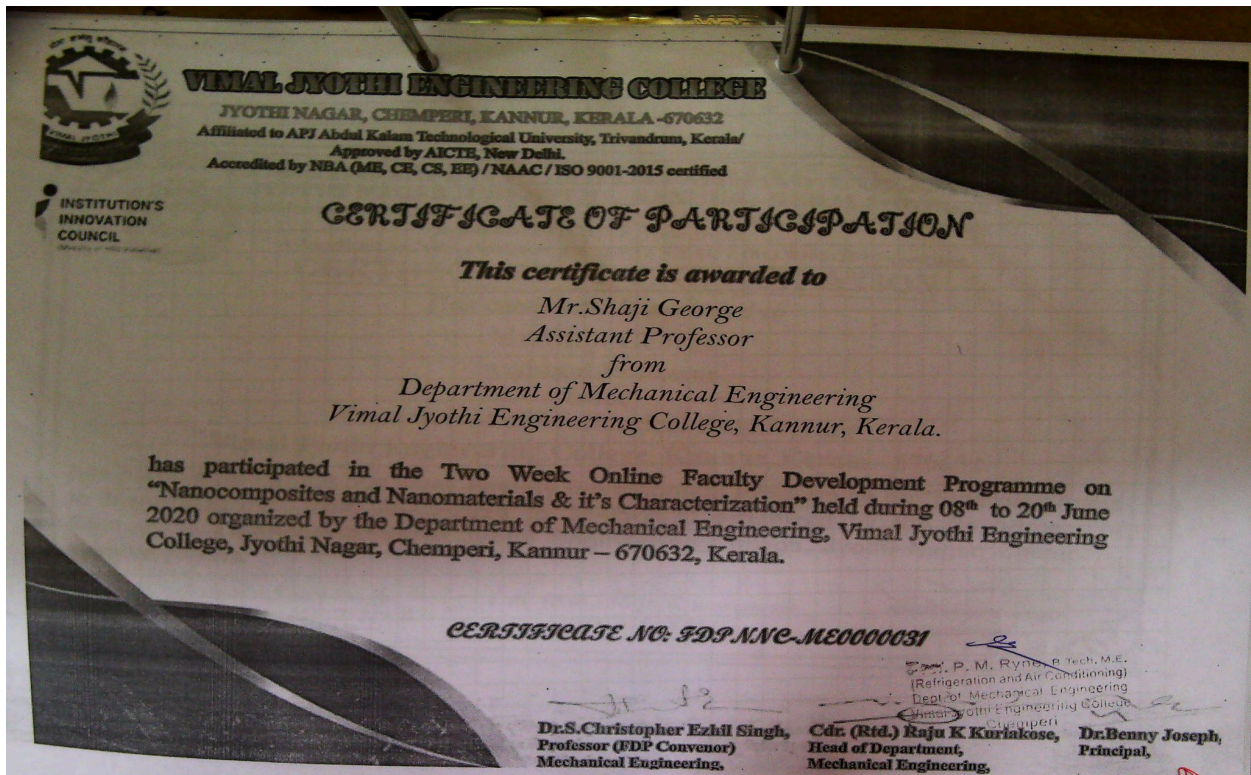 VIMAL JYOTHI ENGINEERING COLLEGE
JYOTHI NAGAR, CHEMPERI, KANNUR, KERALA -670632
Affiliated to APJ Abdul Kalam Technological University, Trivandrum, Kerala/
Approved by AICTE, New Delhi.
Accredited by NBA (ME, CE, CS, EE) / NAAC / ISO 9001-2015 certified
VIMAL JYOTHI
INSTITUTION'S
INNOVATION
COUNCIL
CERTIFICATE OF PARTICIPATION
This certificate is awarded to
Mr.Shaji George
Assistant Professor
from
Department of Mechanical Engineering
Vimal Jyothi Engineering College, Kannur, Kerala.
has participated in the Two Week Online Faculty Development Programme on
“Nanocomposites and Nanomaterials & it’s Characterization” held during 08th to 20th June
2020 organized by the Department of Mechanical Engineering, Vimal Jyothi Engineering
College, Jyothi Nagar, Chemperi, Kannur – 670632, Kerala.
CERTIFICATE NO: FDPNNC-ME0000031
P. M. Tech, M.E.
(Refrigeration and Air Conditioning)
Dept. of Mechanical Engineering
Vimal Jyothi Engineering College
Chemperi
Dr.S.Christopher Ezhil Singh,
Professor (FDP Convenor)
Mechanical Engineering,
Cdr. (Rtd.) Raju K Kuriakose,
Head of Department,
Mechanical Engineering,
Dr.Benny Joseph,
Principal,